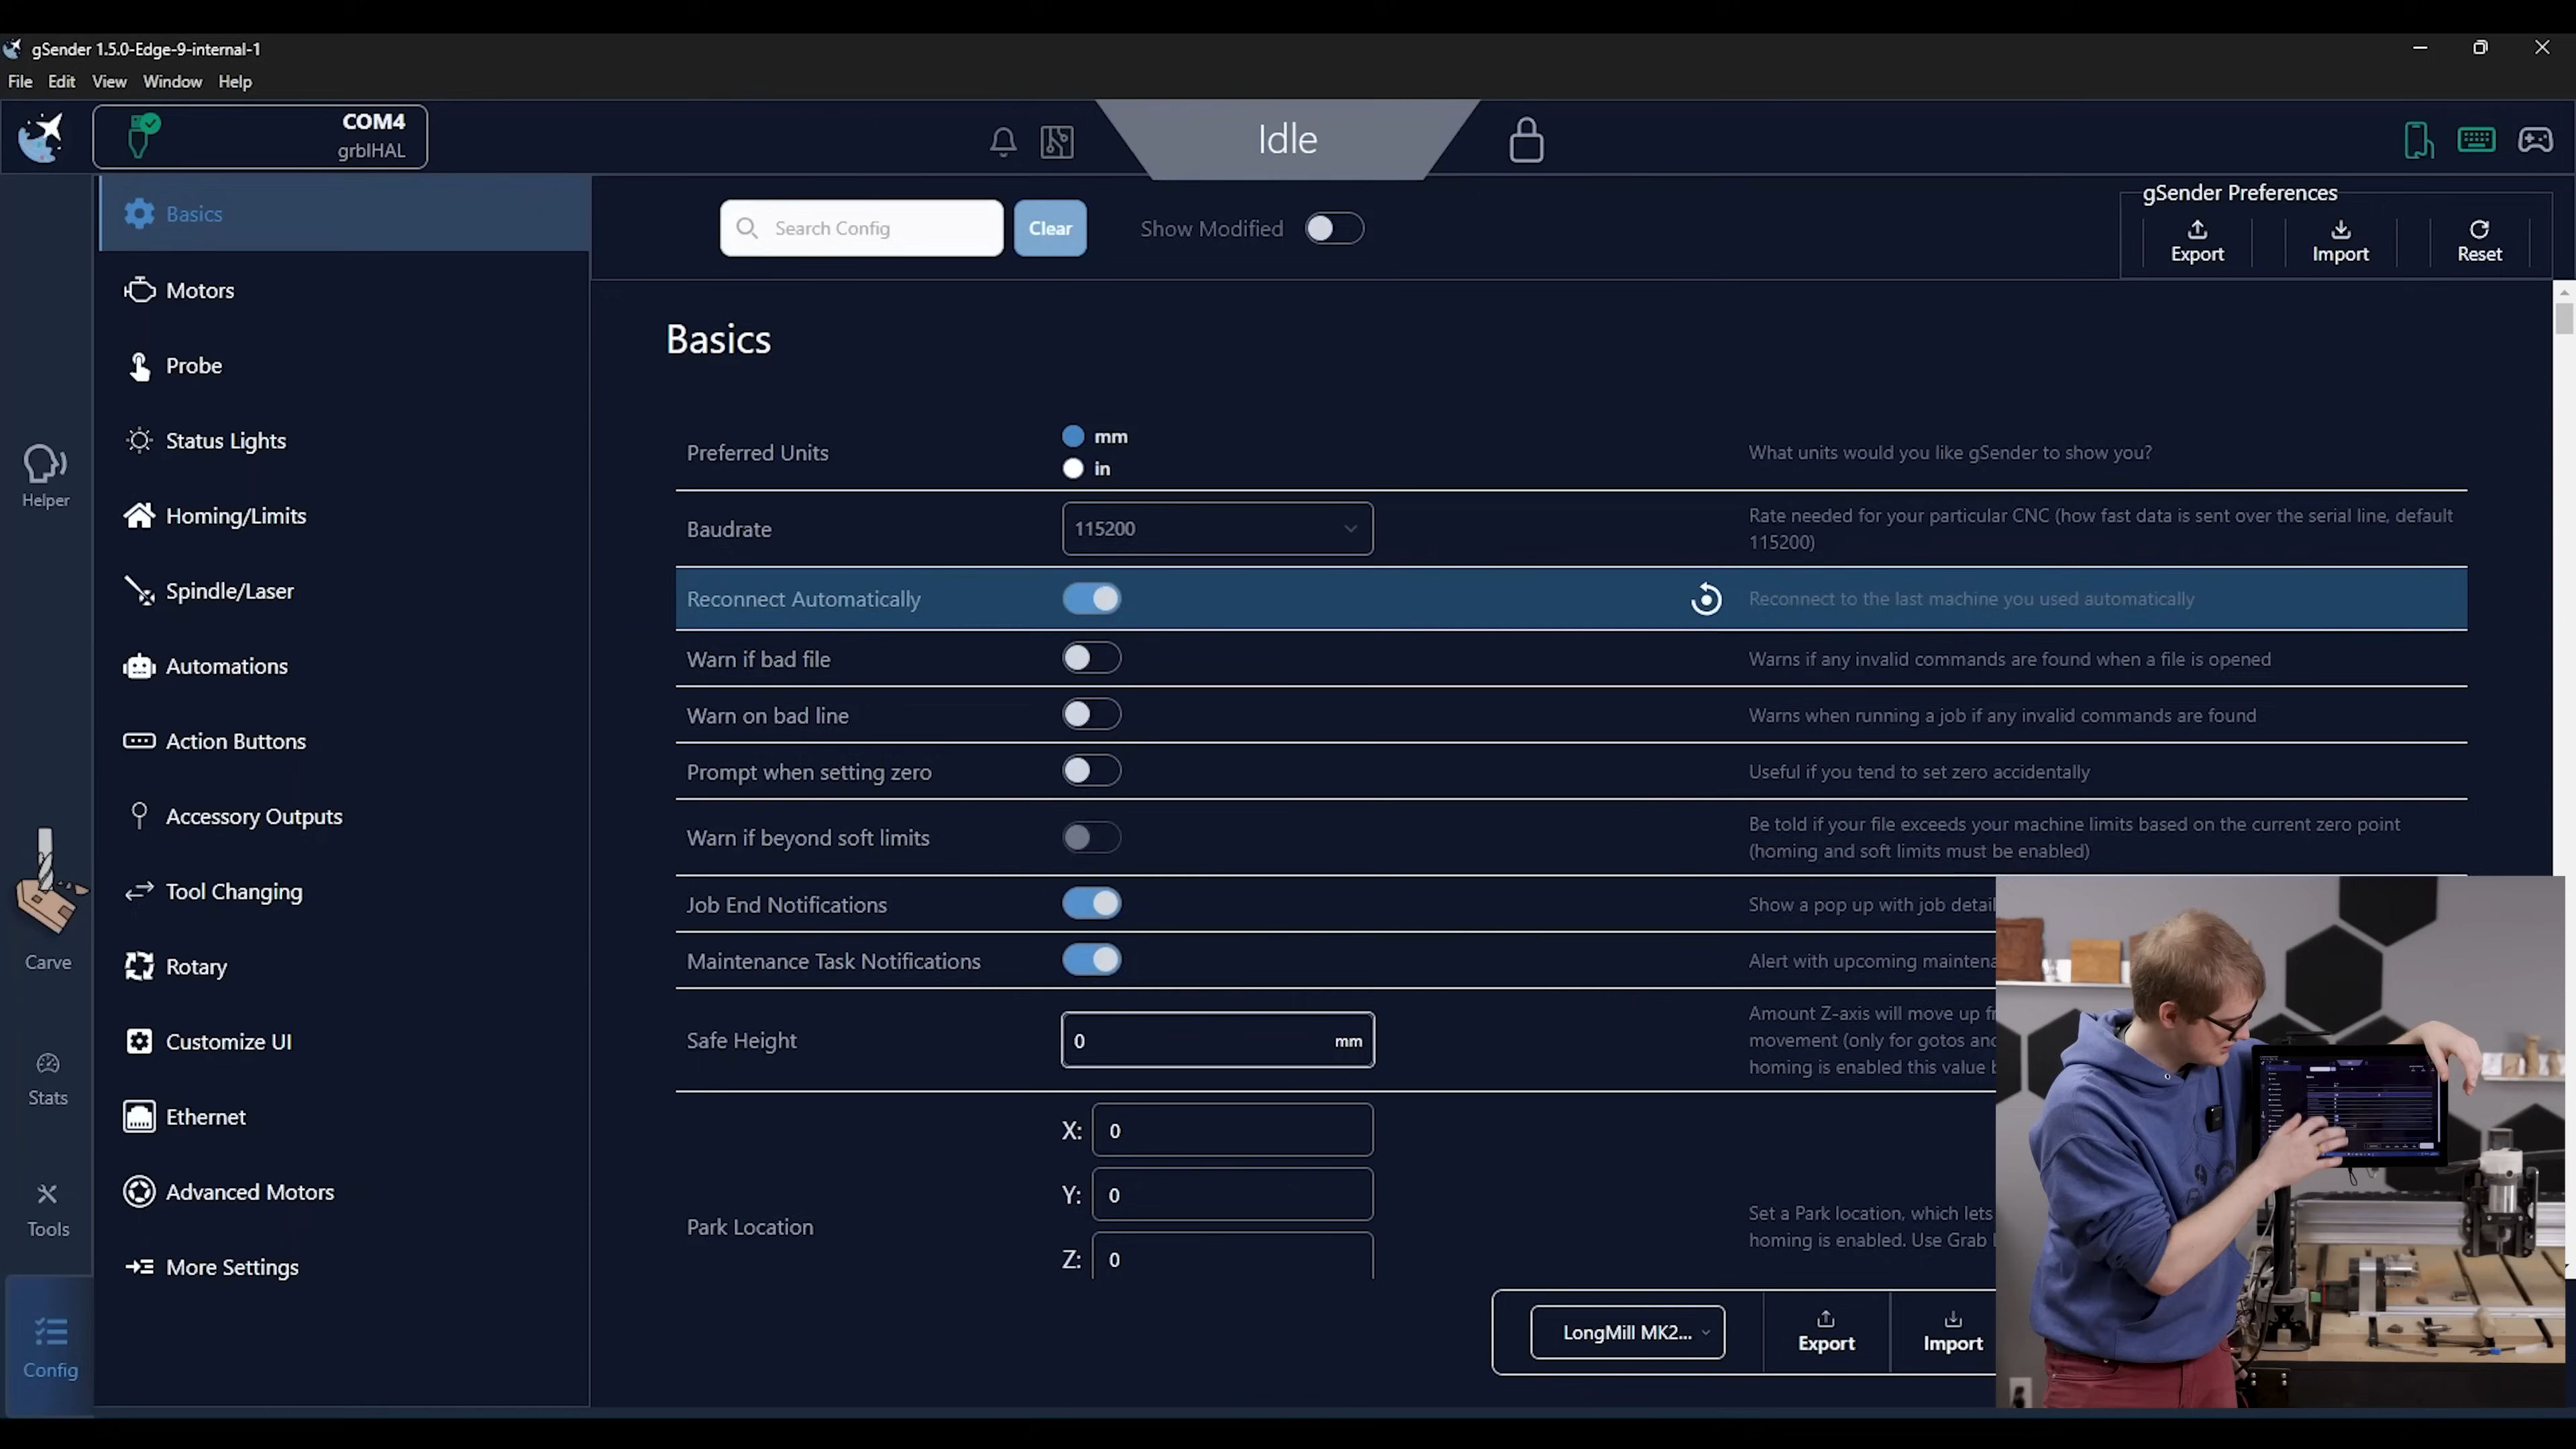 gSender 1.5.0-Edge-9-internal-1
File Edit View Window Help
COM4
grblHAL
Idle
Basics
Motors
Probe
Status Lights
Homing/Limits
Spindle/Laser
Automations
Action Buttons
Accessory Outputs
Tool Changing
Rotary
Customize UI
Ethernet
Advanced Motors
More Settings
Helper
Carve
Stats
Tools
Config
Search Config
Clear
Show Modified
gSender Preferences
Export
Import
Reset
Basics
Preferred Units
mm
in
What units would you like gSender to show you?
Baudrate
115200
Rate needed for your particular CNC (how fast data is sent over the serial line, default
115200)
Reconnect Automatically
Reconnect to the last machine you used automatically
Warn if bad file
Warns if any invalid commands are found when a file is opened
Warn on bad line
Warns when running a job if any invalid commands are found
Prompt when setting zero
Useful if you tend to set zero accidentally
Warn if beyond soft limits
Be told if your file exceeds your machine limits based on the current zero point
(homing and soft limits must be enabled)
Job End Notifications
Show a pop up with job detail
Maintenance Task Notifications
Alert with upcoming maintena
Safe Height
0 mm
Amount Z-axis will move up f
movement (only for gotos and
homing is enabled this value b
Park Location
X: 0
Y: 0
Z: 0
Set a Park location, which lets
homing is enabled. Use Grab
LongMill MK2...
Export
Import